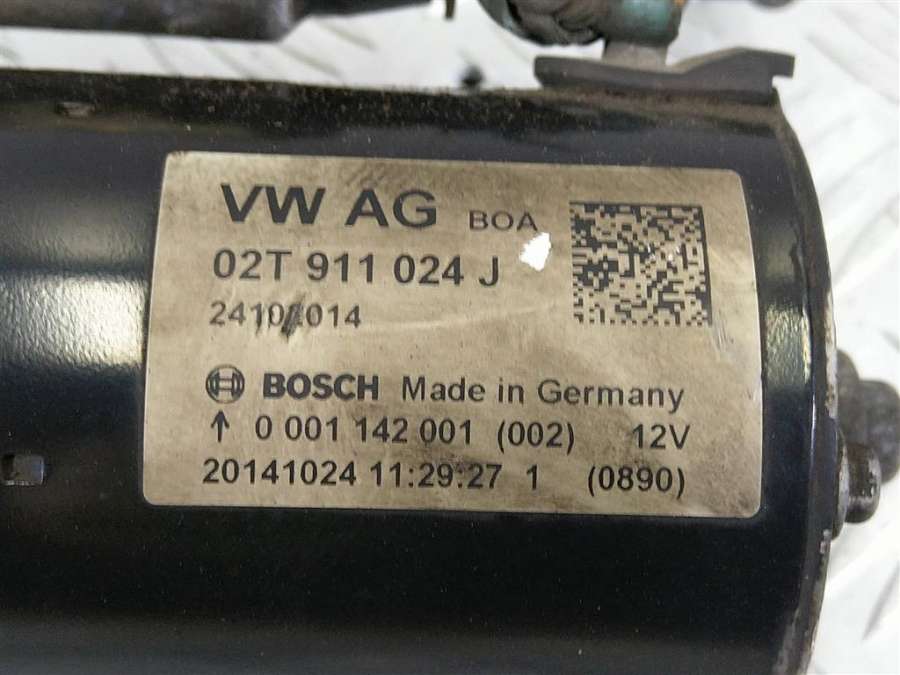 VW AG BOA
02T 911 024 J
24102014
BOSCH Made in Germany
↑ 0 001 142 001 (002) 12V
20141024 11:29:27 1 (0890)